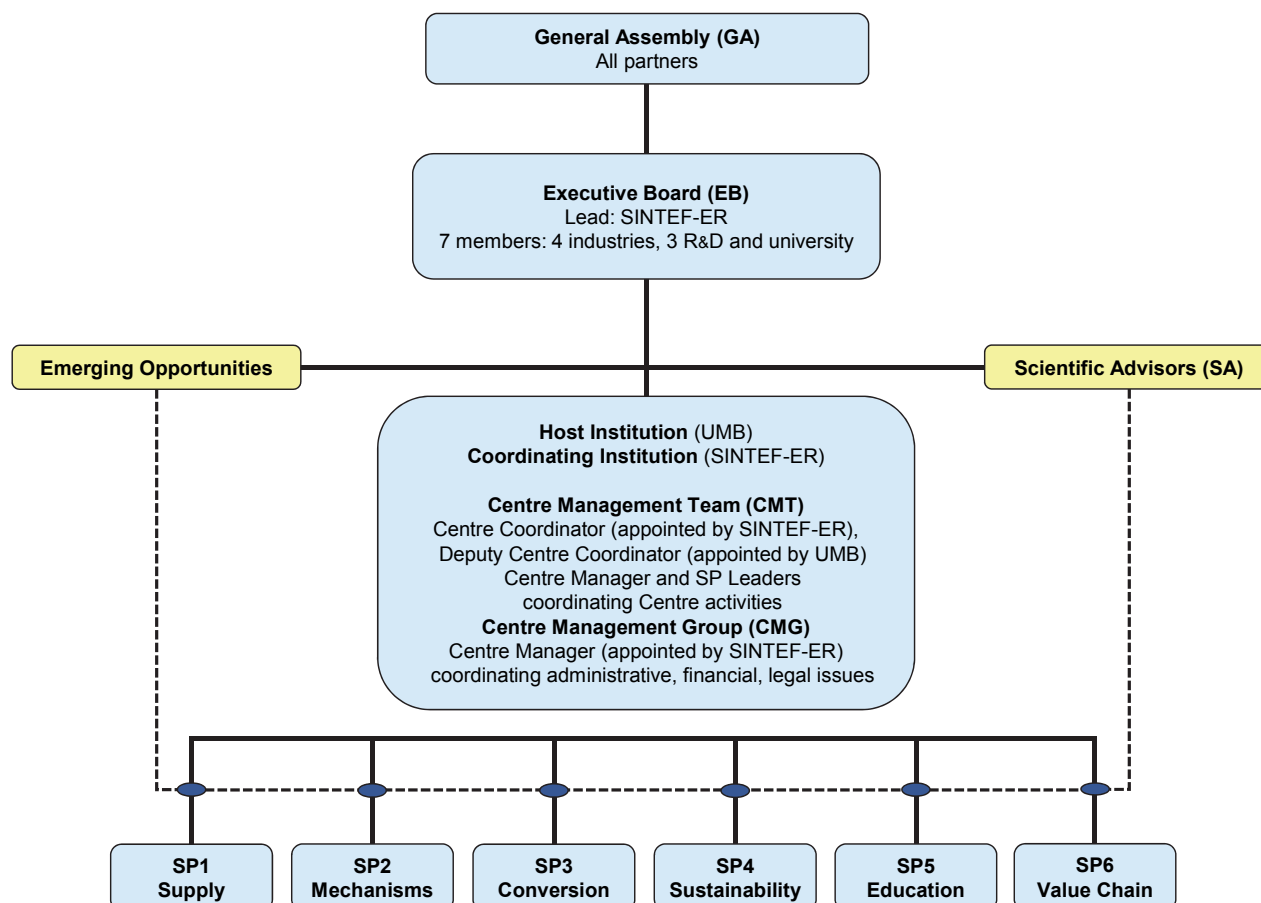 General Assembly (GA)
All partners
Executive Board (EB)
Lead: SINTEF-ER
7 members: 4 industries, 3 R&D and university
Emerging Opportunities
Scientific Advisors (SA)
Host Institution (UMB)
Coordinating Institution (SINTEF-ER)
Centre Management Team (CMT)
Centre Coordinator (appointed by SINTEF-ER),
Deputy Centre Coordinator (appointed by UMB)
Centre Manager and SP Leaders
coordinating Centre activities
Centre Management Group (CMG)
Centre Manager (appointed by SINTEF-ER)
coordinating administrative, financial, legal issues
SP1
Supply
SP2
Mechanisms
SP3
Conversion
SP4
Sustainability
SP5
Education
SP6
Value Chain